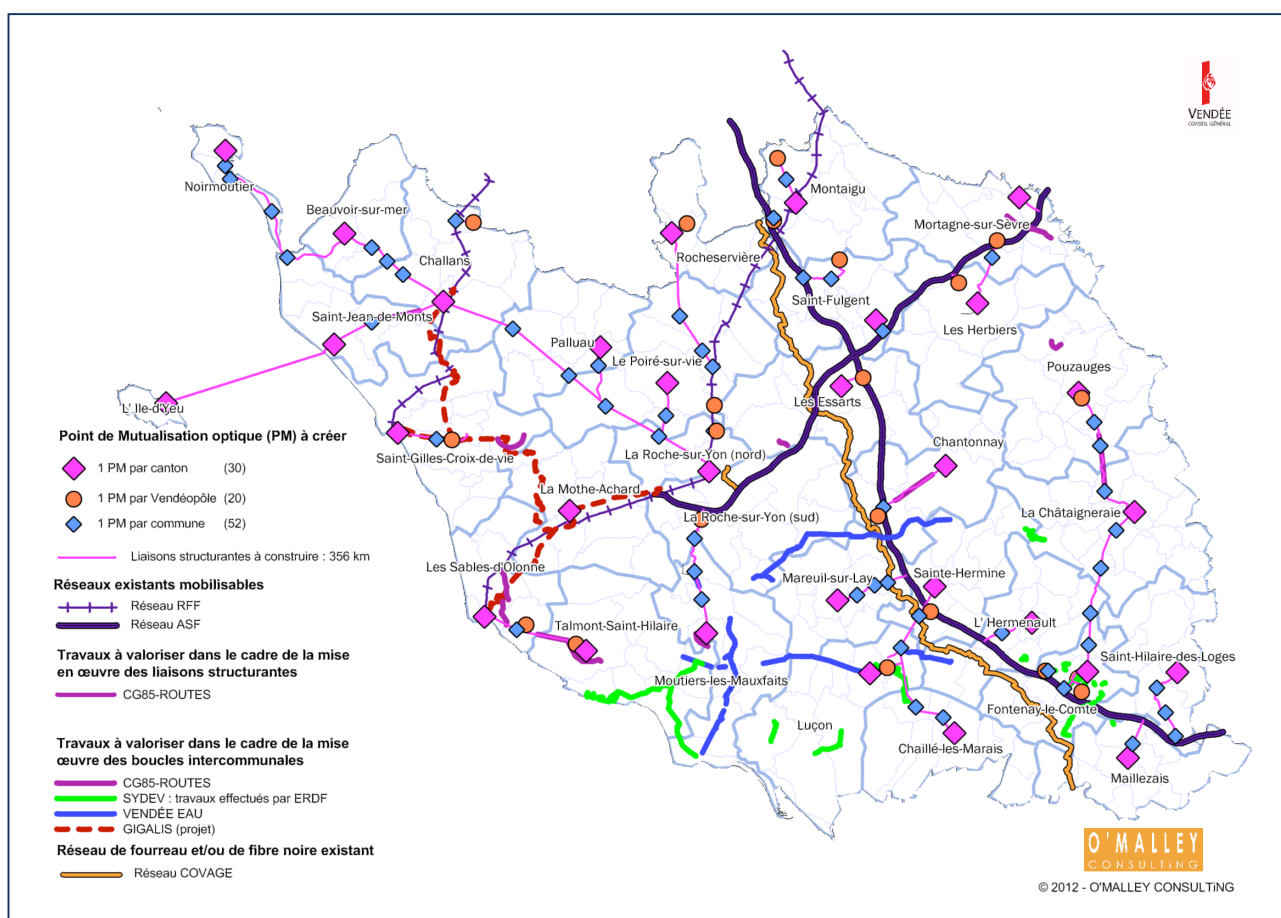 VENDÉE
CONSEIL GÉNÉRAL
Noirmoutier
Beauvoir-sur-mer
Challans
Saint-Jean-de-Monts
L' Ile-d'Yeu
Montaigu
Rocheservière
Mortagne-sur-Sèvre
Saint-Fulgent
Les Herbiers
Palluau
Le Poiré-sur-vie
Pouzauges
Les Essarts
Chantonnay
Saint-Gilles-Croix-de-vie
La Roche-sur-Yon (nord)
La Mothe-Achard
La Roche-sur-Yon (sud)
La Châtaigneraie
Les Sables-d'Olonne
Mareuil-sur-Lay
Sainte-Hermine
Talmont-Saint-Hilaire
L' Hermenault
Saint-Hilaire-des-Loges
Moutiers-les-Mauxfaits
Luçon
Fontenay-le-Comte
Chaillé-les-Marais
Maillezais
Point de Mutualisation optique (PM) à créer
1 PM par canton (30)
1 PM par Vendéopôle (20)
1 PM par commune (52)
Liaisons structurantes à construire : 356 km
Réseaux existants mobilisables
Réseau RFF
Réseau ASF
Travaux à valoriser dans le cadre de la mise
en œuvre des liaisons structurantes
CG85-ROUTES
Travaux à valoriser dans le cadre de la mise
œuvre des boucles intercommunales
CG85-ROUTES
SYDEV : travaux effectués par ERDF
VENDÉE EAU
GIGALIS (projet)
Réseau de fourreau et/ou de fibre noire existant
Réseau COVAGE
O'MALLEY
CONSULTiNG
© 2012 - O'MALLEY CONSULTiNG